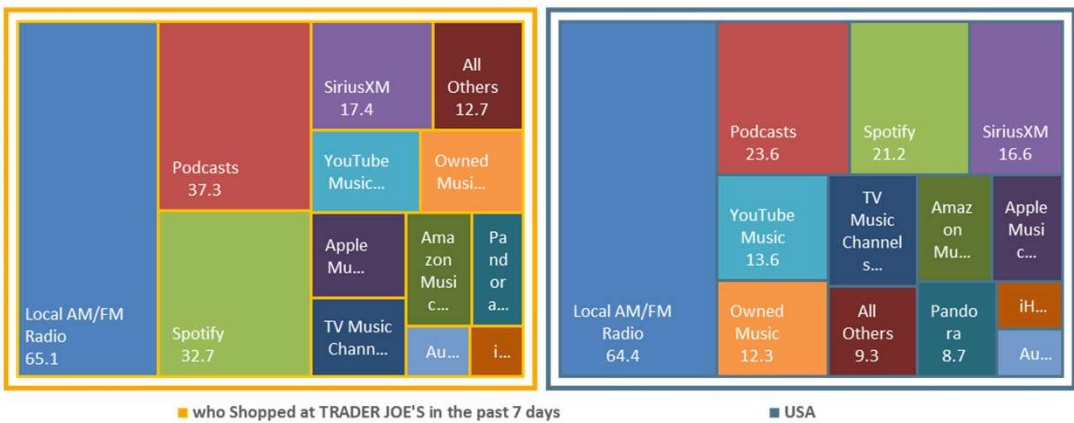 Local AM/FM
Radio
65.1
Podcasts
37.3
Spotify
32.7
SiriusXM
17.4
All
Others
12.7
YouTube
Music...
Owned
Musi...
Apple
Mu...
Ama
zon
Musi
c...
Pa
nd
or
a...
TV Music
Chann...
Au...
i...
Local AM/FM
Radio
64.4
Podcasts
23.6
Spotify
21.2
SiriusXM
16.6
YouTube
Music
13.6
TV
Music
Channel
s...
Amaz
on
Mu...
Apple
Musi
c...
Owned
Music
12.3
All
Others
9.3
Pando
ra
8.7
iH...
Au...
who Shopped at TRADER JOE'S in the past 7 days
USA